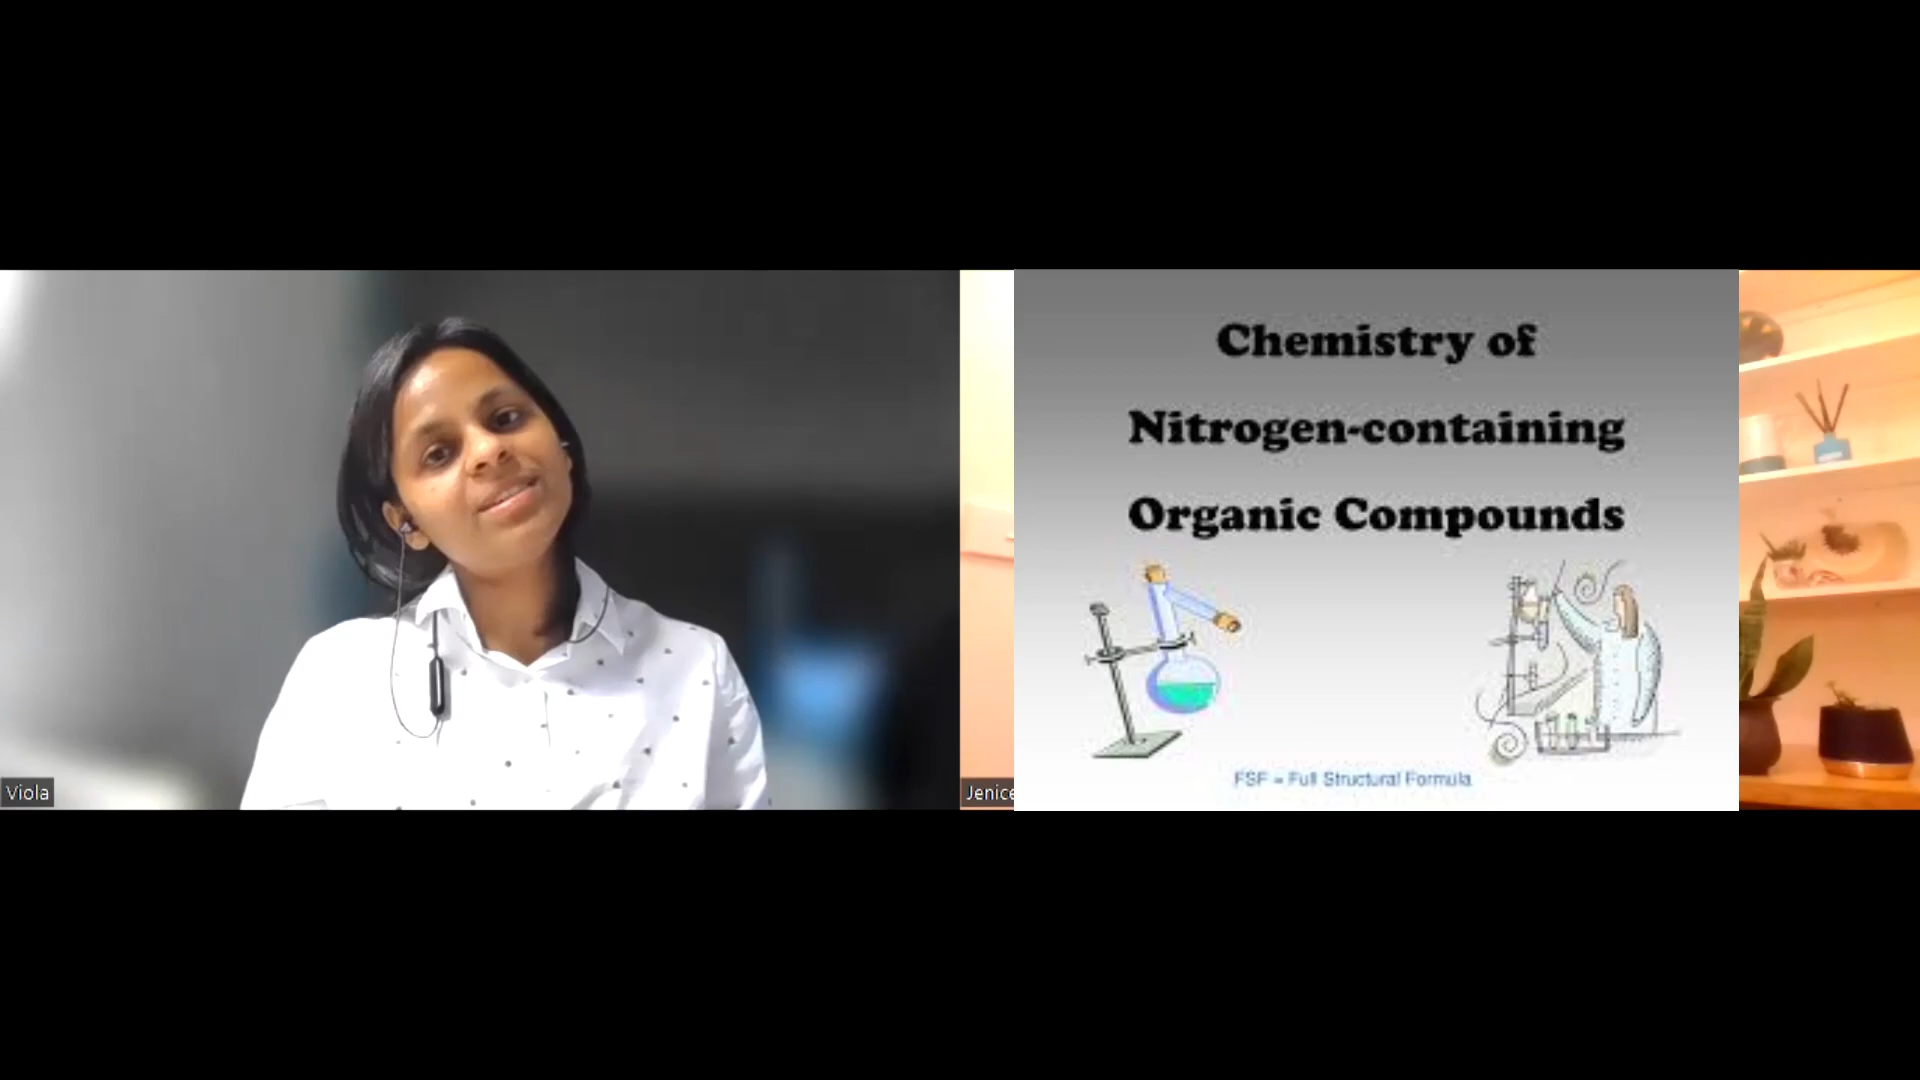 Chemistry of
Nitrogen-containing
Organic Compounds
FSF = Full Structural Formula
Viola
Jenice